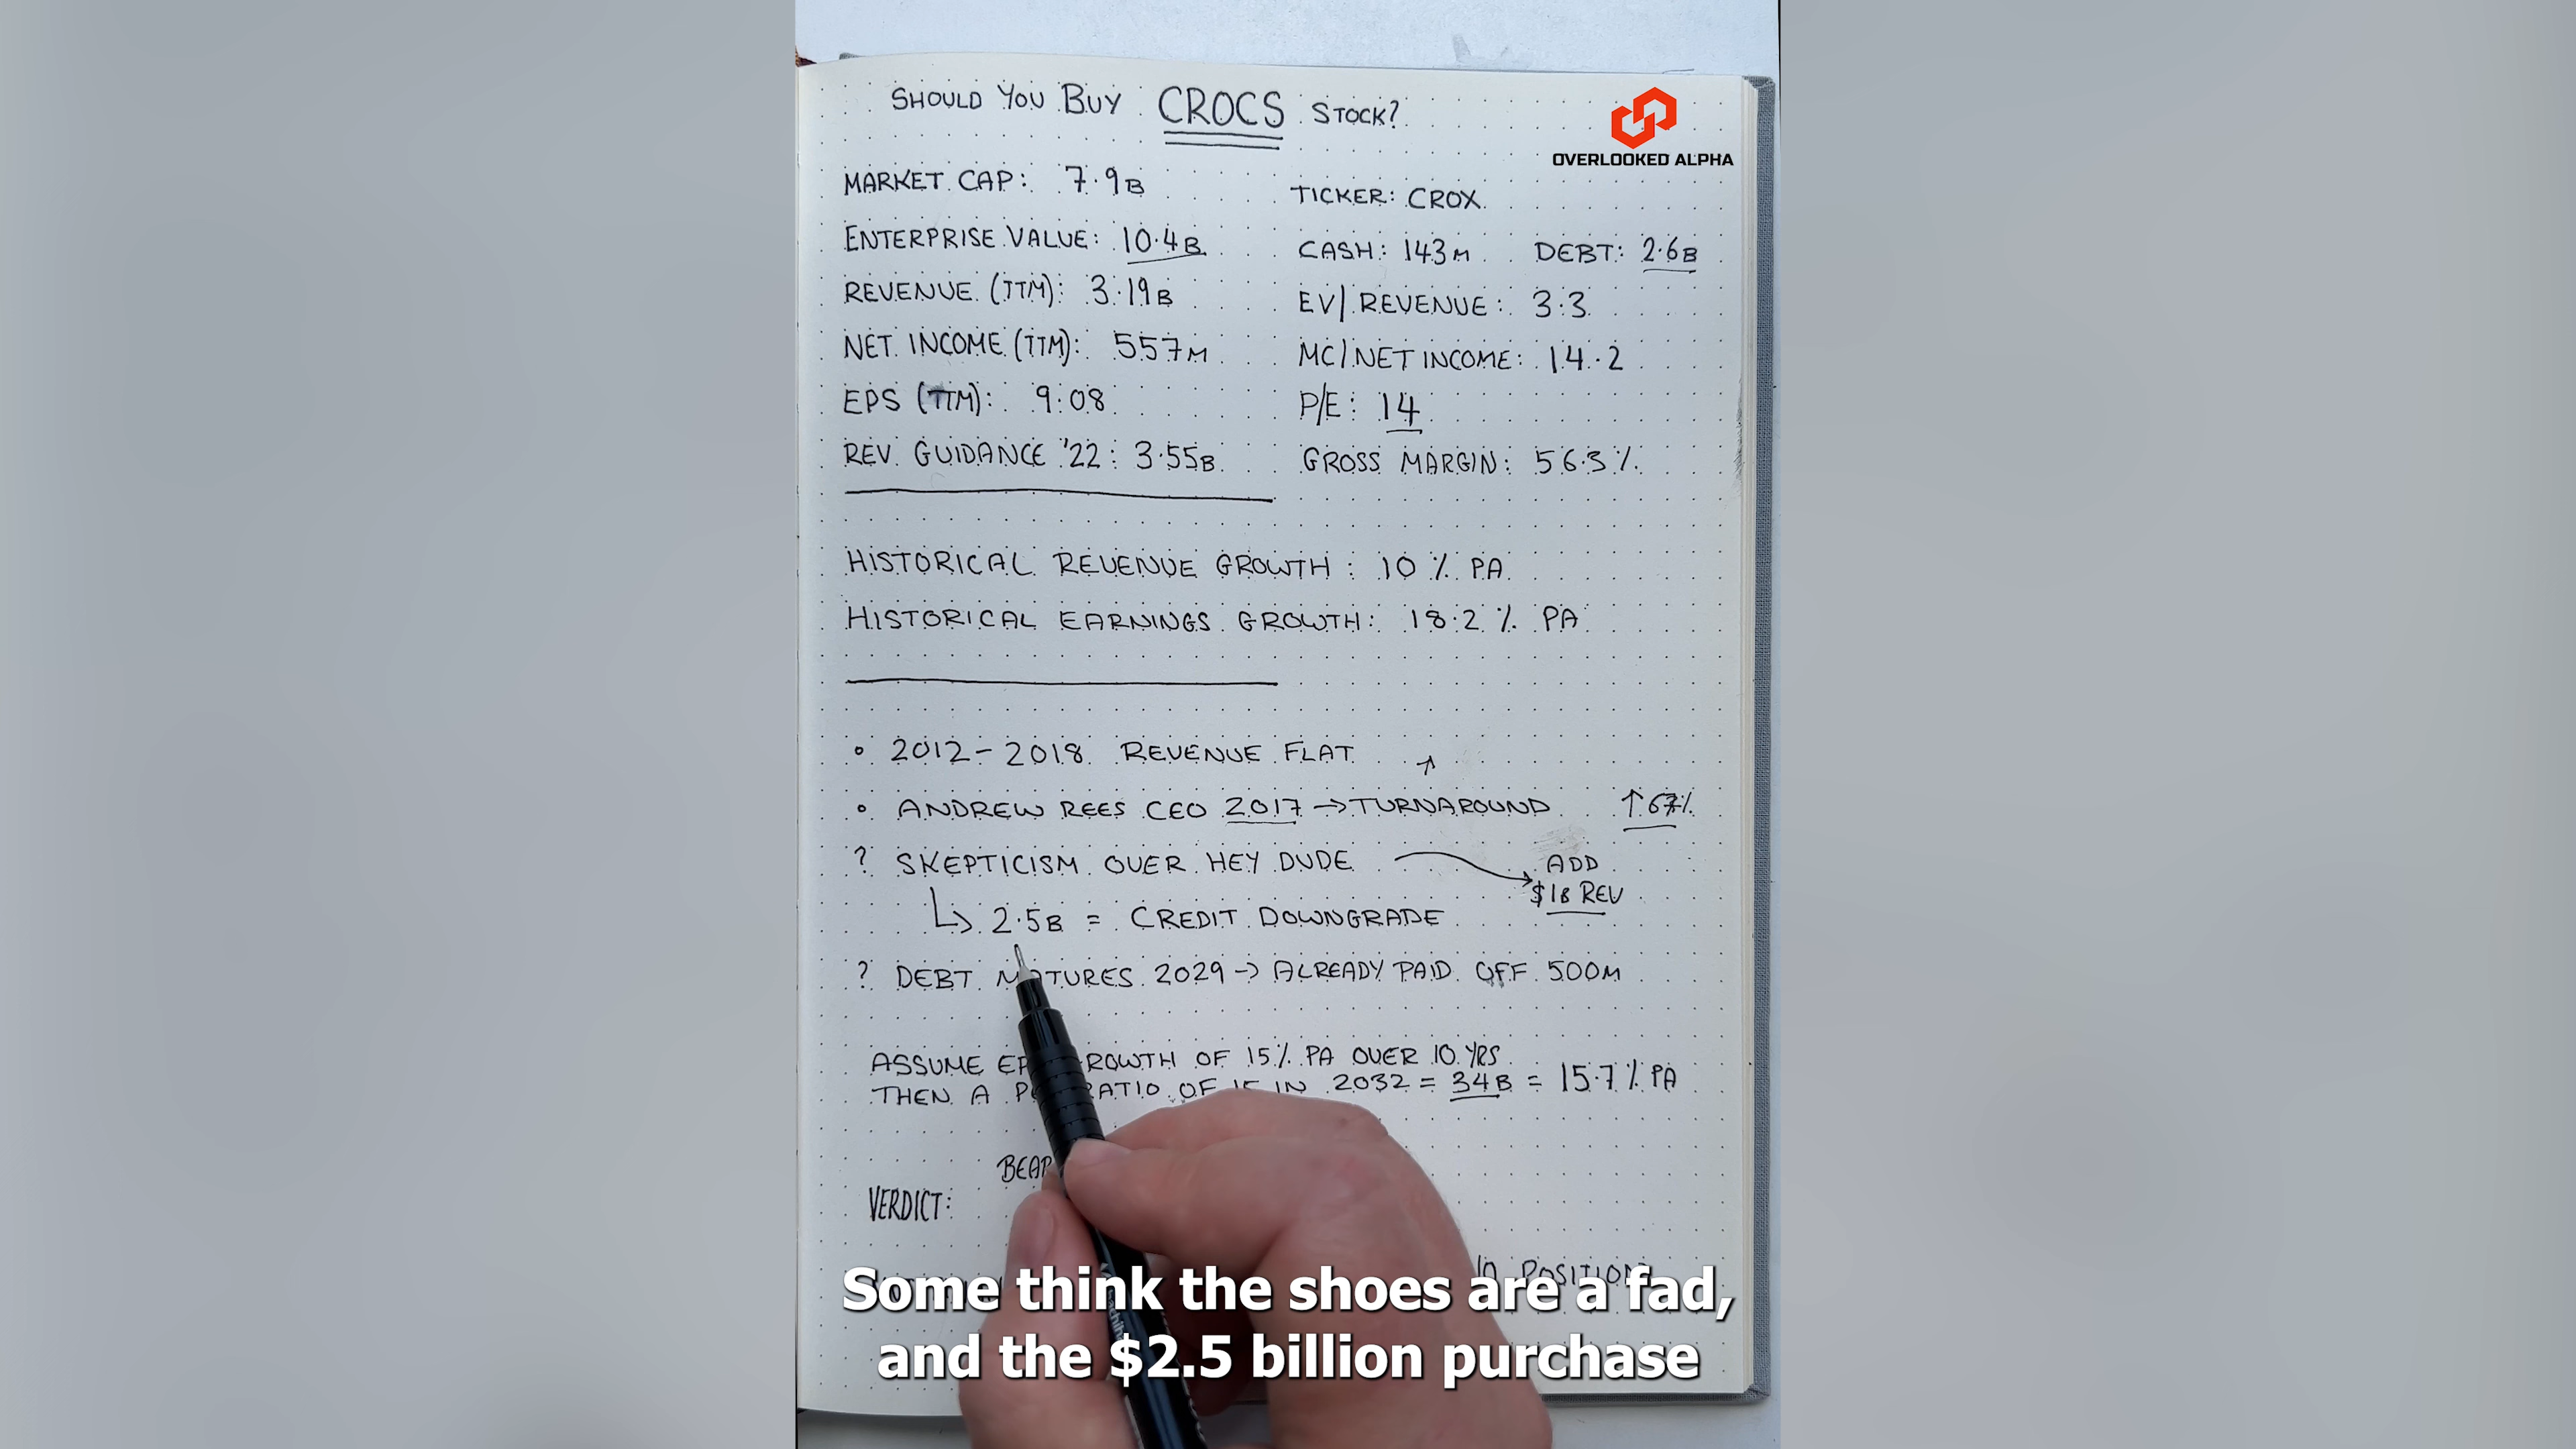 SHOULD YOU BUY CROCS STOCK?
OVERLOOKED ALPHA
MARKET CAP: 7.9B
TICKER: CROX
ENTERPRISE VALUE: 10.4B
CASH: 143M DEBT: 2.6B
REVENUE (TTM): 3.19B
EV/REVENUE: 3.3
NET INCOME (TTM): 557M
MC/NET INCOME: 14.2
EPS (TTM): 9.08
P/E: 14
REV. GUIDANCE '22: 3.55B
GROSS MARGIN: 56.3%
HISTORICAL REVENUE GROWTH: 10% PA
HISTORICAL EARNINGS GROWTH: 18.2% PA
• 2012-2018 REVENUE FLAT ↑
• ANDREW REES CEO 2017 → TURNAROUND ↑67%
? SKEPTICISM OVER HEY DUDE → ADD
$1B REV
↳ 2.5B = CREDIT DOWNGRADE
? DEBT MATURES 2029 → ALREADY PAID OFF 500M
ASSUME GROWTH OF 15% PA OVER 10 YRS
THEN A RATIO OF 15 IN 2032 = 34B = 15.7% PA
VERDICT:
POSITION
Some think the shoes are a fad,
and the $2.5 billion purchase